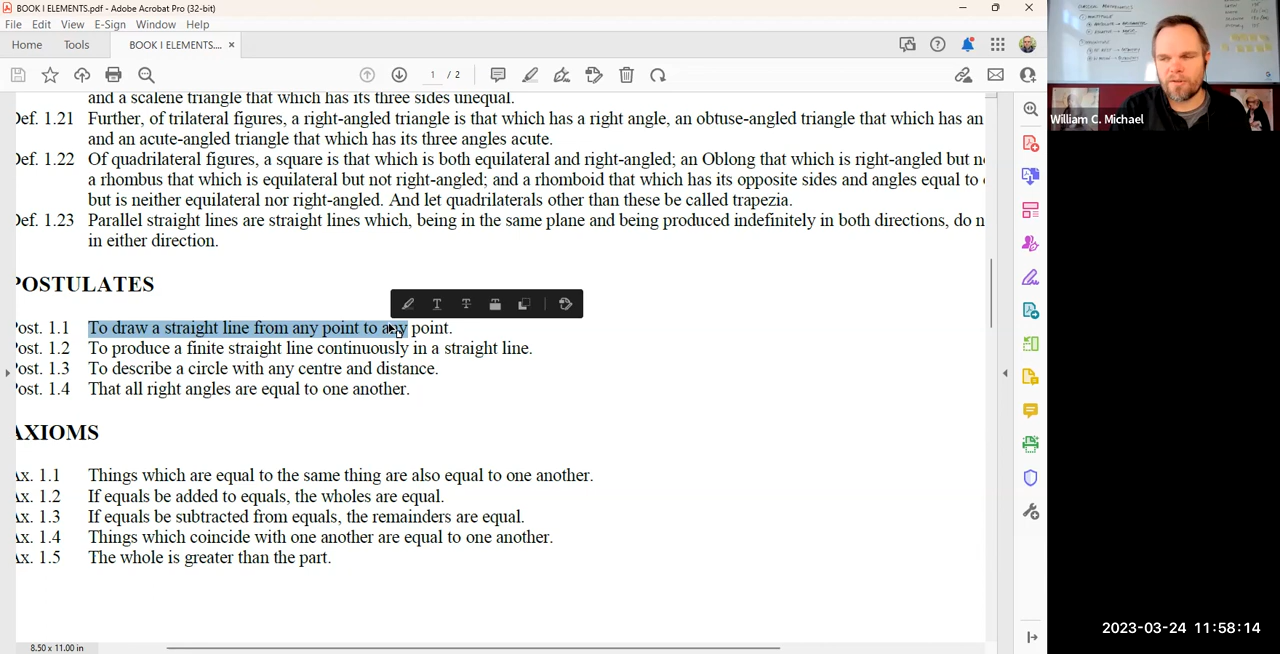 BOOK I ELEMENTS.pdf - Adobe Acrobat Pro (32-bit)
File Edit View E-Sign Window Help
Home Tools BOOK I ELEMENTS.... ×
1 / 2
and a scalene triangle that which has its three sides unequal.
Def. 1.21 Further, of trilateral figures, a right-angled triangle is that which has a right angle, an obtuse-angled triangle that which has an
and an acute-angled triangle that which has its three angles acute.
Def. 1.22 Of quadrilateral figures, a square is that which is both equilateral and right-angled; an Oblong that which is right-angled but n
a rhombus that which is equilateral but not right-angled; and a rhomboid that which has its opposite sides and angles equal to
but is neither equilateral nor right-angled. And let quadrilaterals other than these be called trapezia.
Def. 1.23 Parallel straight lines are straight lines which, being in the same plane and being produced indefinitely in both directions, do n
in either direction.
POSTULATES
Post. 1.1 To draw a straight line from any point to any point.
Post. 1.2 To produce a finite straight line continuously in a straight line.
Post. 1.3 To describe a circle with any centre and distance.
Post. 1.4 That all right angles are equal to one another.
AXIOMS
Ax. 1.1 Things which are equal to the same thing are also equal to one another.
Ax. 1.2 If equals be added to equals, the wholes are equal.
Ax. 1.3 If equals be subtracted from equals, the remainders are equal.
Ax. 1.4 Things which coincide with one another are equal to one another.
Ax. 1.5 The whole is greater than the part.
8.50 x 11.00 in
William C. Michael
2023-03-24 11:58:14